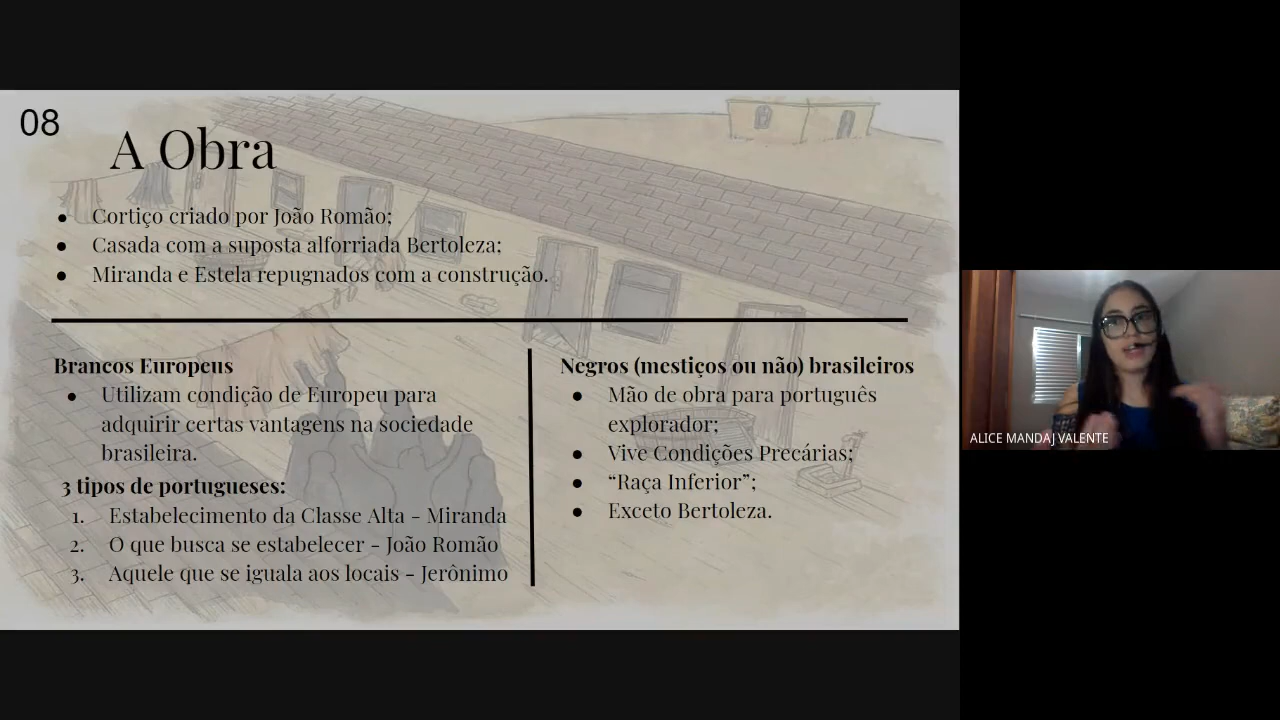 08
A Obra
● Cortiço criado por João Romão;
● Casada com a suposta alforriada Bertoleza;
● Miranda e Estela repugnados com a construção.
Brancos Europeus
● Utilizam condição de Europeu para
adquirir certas vantagens na sociedade
brasileira.
3 tipos de portugueses:
1. Estabelecimento da Classe Alta - Miranda
2. O que busca se estabelecer - João Romão
3. Aquele que se iguala aos locais - Jerônimo
Negros (mestiços ou não) brasileiros
● Mão de obra para português
explorador;
● Vive Condições Precárias;
● “Raça Inferior”;
● Exceto Bertoleza.
ALICE MANDAJ VALENTE